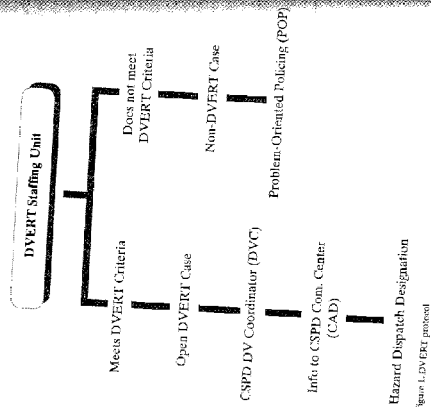 DVERT Staffing Unit
Meets DVERT Criteria
Open DVERT Case
CSPD DV Coordinator (DVC)
Info to CSPD Com. Center
(CAD)
Hazard Dispatch Designation
Does not meet
DVERT Criteria
Non-DVERT Case
Problem-Oriented Policing (POP)
Figure 1. DVERT protocol